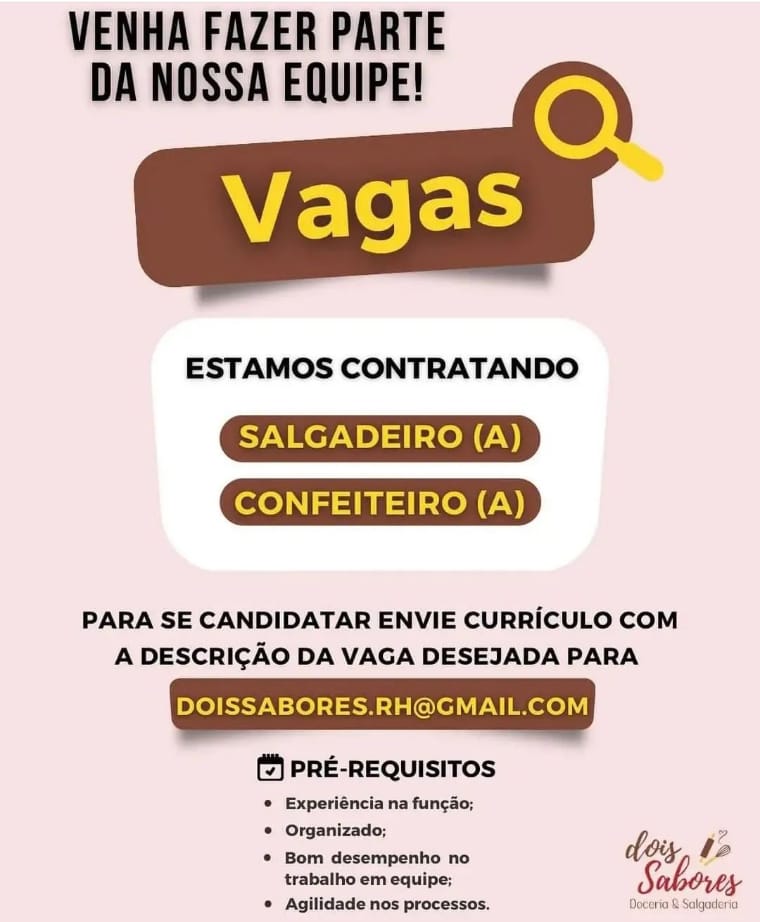 VENHA FAZER PARTE
DA NOSSA EQUIPE!
Vagas
ESTAMOS CONTRATANDO
SALGADEIRO (A)
CONFEITEIRO (A)
PARA SE CANDIDATAR ENVIE CURRÍCULO COM
A DESCRIÇÃO DA VAGA DESEJADA PARA
DOISSABORES.RH@GMAIL.COM
PRÉ-REQUISITOS
• Experiência na função;
• Organizado;
• Bom desempenho no
trabalho em equipe;
• Agilidade nos processos.
dois
Sabores
Doceria & Salgaderia